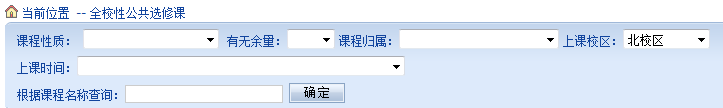 当前位置 -- 全校性公共选修课
课程性质： 有无余量： 课程归属： 上课校区： 北校区
上课时间：
根据课程名称查询： 确定